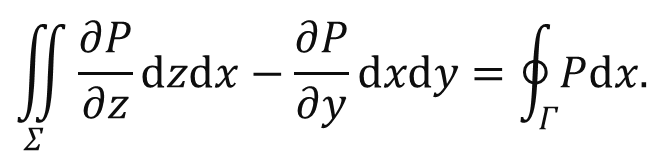 ∬_Σ ∂P/∂z dzdx − ∂P/∂y dxdy = ∮_Γ Pdx.